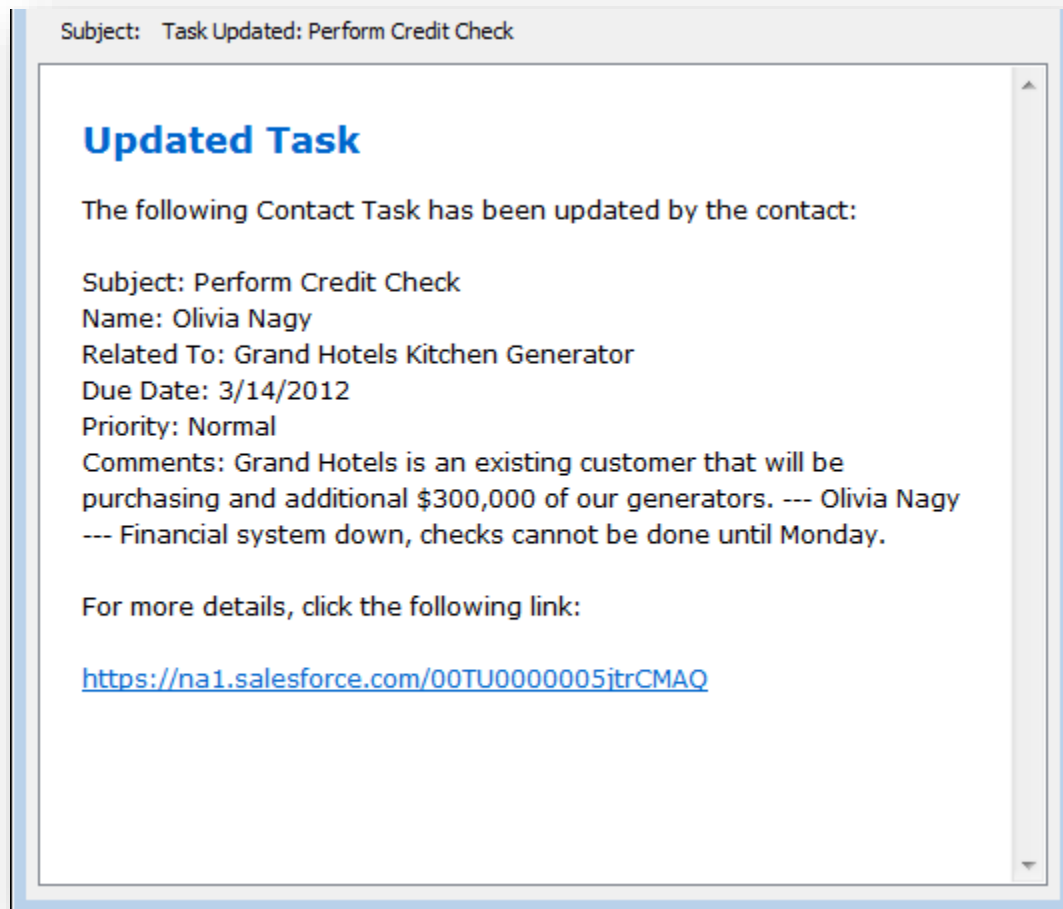 Subject: Task Updated: Perform Credit Check
Updated Task
The following Contact Task has been updated by the contact:
Subject: Perform Credit Check
Name: Olivia Nagy
Related To: Grand Hotels Kitchen Generator
Due Date: 3/14/2012
Priority: Normal
Comments: Grand Hotels is an existing customer that will be
purchasing and additional $300,000 of our generators. --- Olivia Nagy
--- Financial system down, checks cannot be done until Monday.
For more details, click the following link:
https://na1.salesforce.com/00TU0000005jtrCMAQ